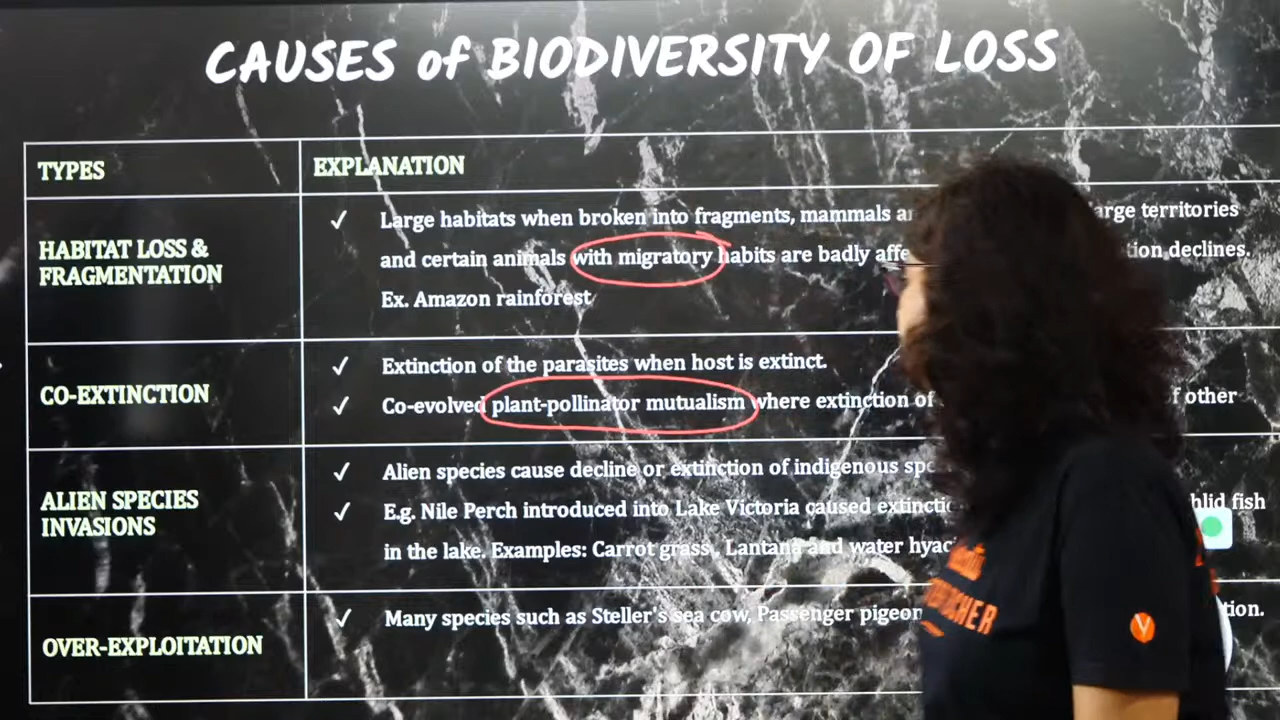 CAUSES of BIODIVERSITY OF LOSS
TYPES
EXPLANATION
HABITAT LOSS &
FRAGMENTATION
✓ Large habitats when broken into fragments, mammals territories
and certain animals with migratory habits are badly declines.
Ex. Amazon rainforest
CO-EXTINCTION
✓ Extinction of the parasites when host is extinct.
✓ Co-evolved plant-pollinator mutualism where extinction of other
ALIEN SPECIES
INVASIONS
✓ Alien species cause decline or extinction of indigenous
✓ E.g. Nile Perch introduced into Lake Victoria caused fish
in the lake. Examples: Carrot grass, Lantana and water
OVER-EXPLOITATION
✓ Many species such as Steller's sea cow, Passenger pigeon
V